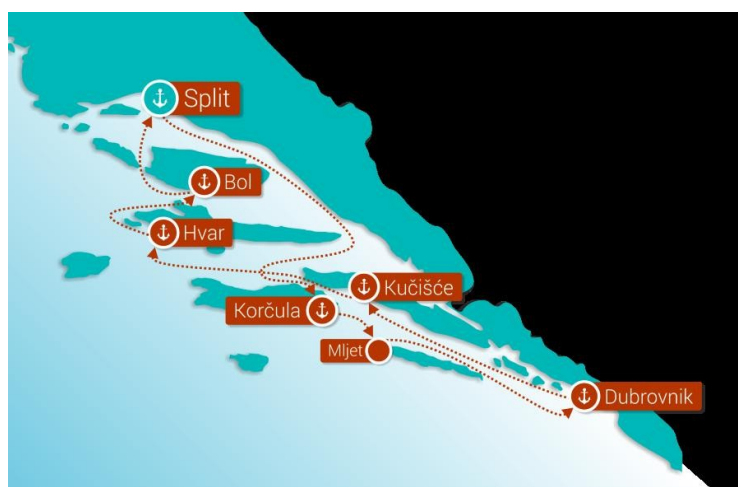 Split
Bol
Hvar
Kučišće
Korčula
Mljet
Dubrovnik